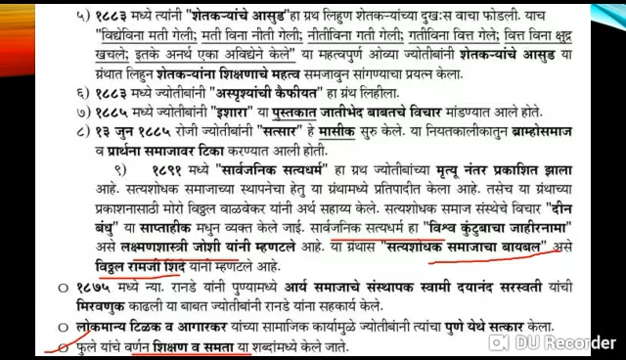 ५) १८८३ मध्ये त्यांनी "शेतकऱ्यांचे आसुड"हा ग्रथ लिहुण शेतकऱ्यांच्या दुखःस वाचा फोडली. याच
"विद्येविना मती गेली; मती विना नीती गेली; नीतीविना गती गेली; गतीविना वित्त गेले; वित्त विना क्षुद्र
खचले; इतके अनर्थ एका अविद्येने केले" या महत्वपुर्ण ओव्या ज्योतीबांनी शेतकऱ्यांचे आसुड या
ग्रंथात लिहुन शेतकऱ्यांना शिक्षणाचे महत्व समजावुन सांगण्याचा प्रयत्न केला.
६) १८८३ मध्ये ज्योतीबांनी "अस्पृश्यांची कैफीयत" हा ग्रंथ लिहीला.
७) १८८५ मध्ये ज्योतीबांनी "इशारा" या पुस्तकात जातीभेद बाबतचे विचार मांडण्यात आले होते.
८) १३ जुन १८८५ रोजी ज्योतीबांनी "सत्सार" हे मासीक सुरु केले. या नियतकालीकातुन ब्राम्होसमाज
व प्रार्थना समाजावर टिका करण्यात आली होती.
९) १८९१ मध्ये "सार्वजनिक सत्यधर्म" हा ग्रथ ज्योतीबांच्या मृत्यू नंतर प्रकाशित झाला
आहे. सत्यशोधक समाजाच्या स्थापनेचा हेतु या ग्रंथामध्ये प्रतिपादीत केला आहे. तसेच या ग्रंथाच्या
प्रकाशनासाठी मोरो विठ्ठल वाळवेकर यांनी अर्थ सहाय्य केले. सत्यशोधक समाज संस्थेचे विचार "दीन
बंधु" या साप्ताहीक मधुन व्यक्त केले जाई. सार्वजनिक सत्यधर्म हा "विश्व कुंटुबाचा जाहीरनामा"
असे लक्ष्मणशास्त्री जोशी यांनी म्हणटले आहे. या ग्रंथास "सत्यशोधक समाजाचा बायबल" असे
विठ्ठल रामजी शिंदे यांनी म्हणटले आहे.
० १८७५ मध्ये न्या. रानडे यांनी पुण्यामध्ये आर्य समाजाचे संस्थापक स्वामी दयानंद सरस्वती यांची
मिरवणुक काढली या बाबत ज्योतीबांनी रानडे यांना सहकार्य केले.
० लोकमान्य टिळक व आगारकर यांच्या सामाजिक कार्यामुळे ज्योतीबांनी त्यांचा पुणे येथे सत्कार केला.
० फुले यांचे वर्णन शिक्षण व समता या शब्दांमध्ये केले जाते.
DU Recorder